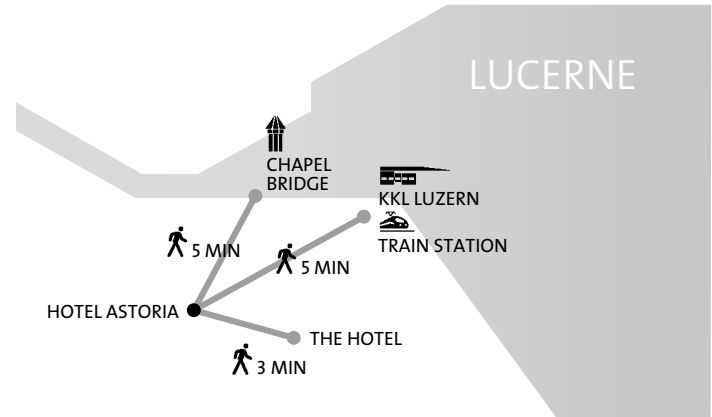 LUCERNE
CHAPEL
BRIDGE
KKL LUZERN
TRAIN STATION
5 MIN
5 MIN
HOTEL ASTORIA
THE HOTEL
3 MIN